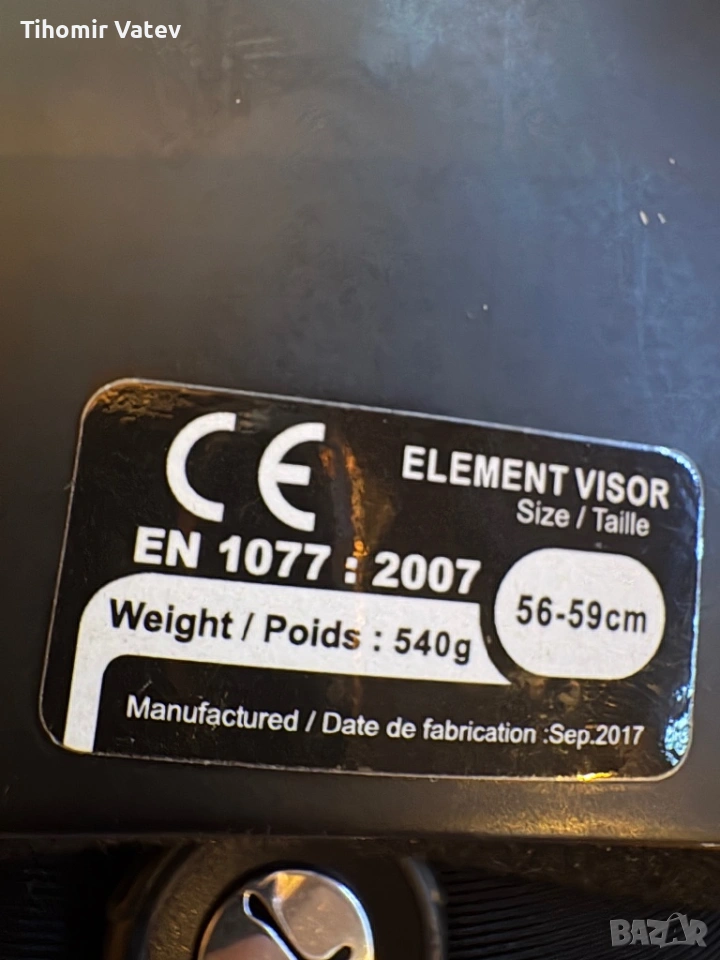 Tihomir Vatev
CE
ELEMENT VISOR
Size / Taille
EN 1077 : 2007
56-59cm
Weight / Poids : 540g
Manufactured / Date de fabrication :Sep.2017
BAZAR